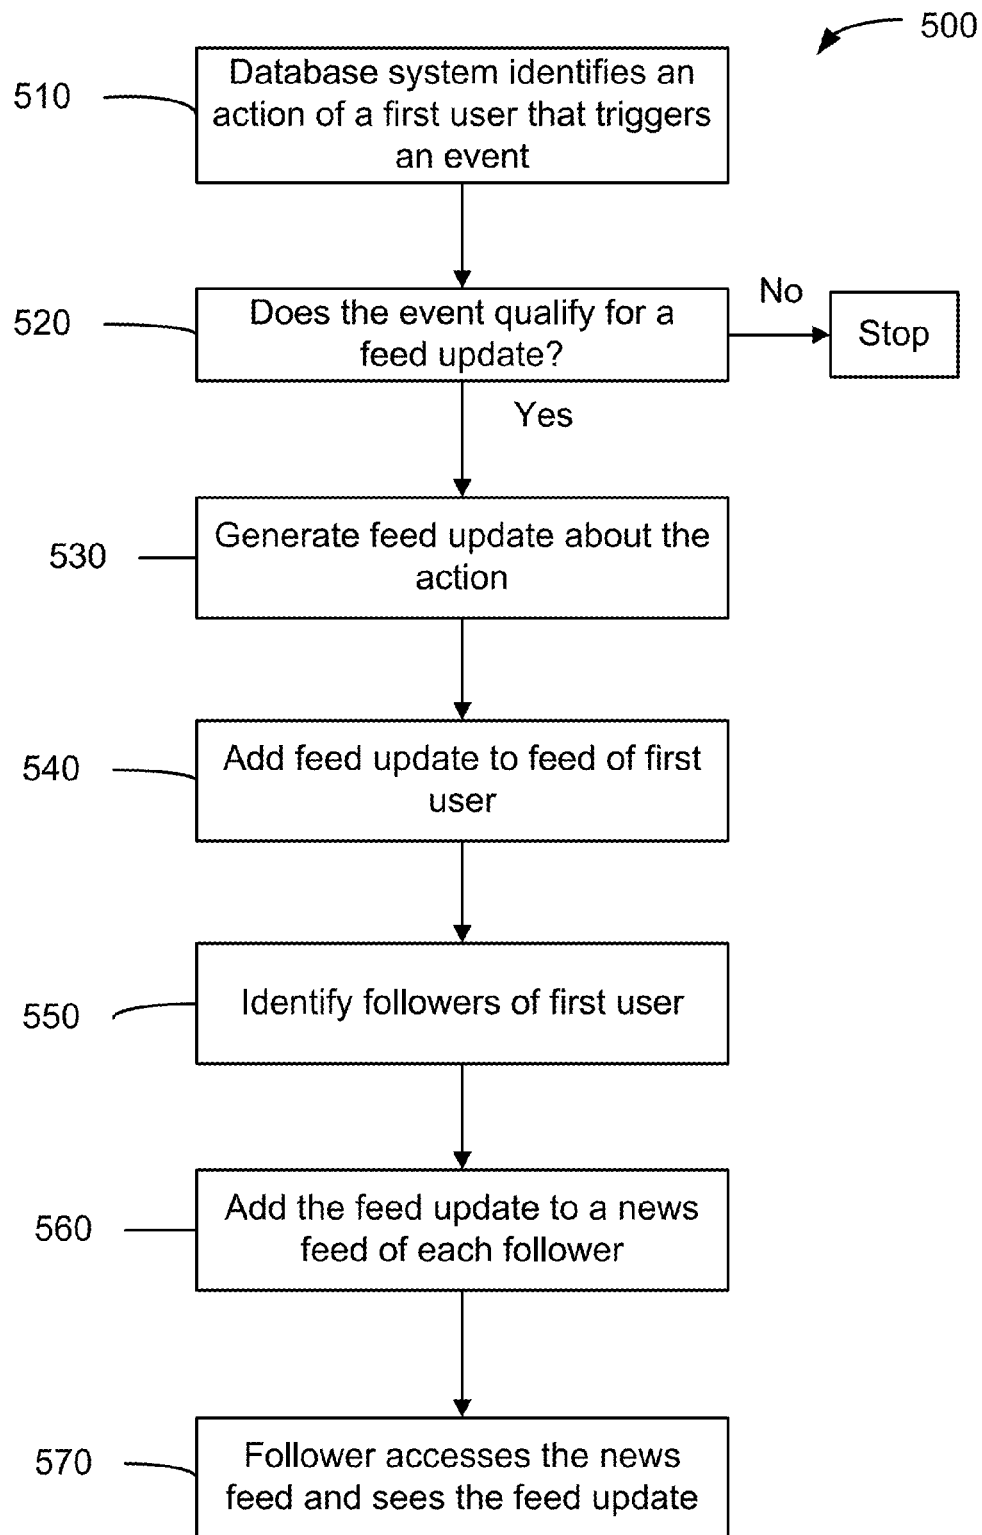 500
510
Database system identifies an
action of a first user that triggers
an event
520
Does the event qualify for a
feed update?
No
Stop
Yes
530
Generate feed update about the
action
540
Add feed update to feed of first
user
550
Identify followers of first user
560
Add the feed update to a news
feed of each follower
570
Follower accesses the news
feed and sees the feed update